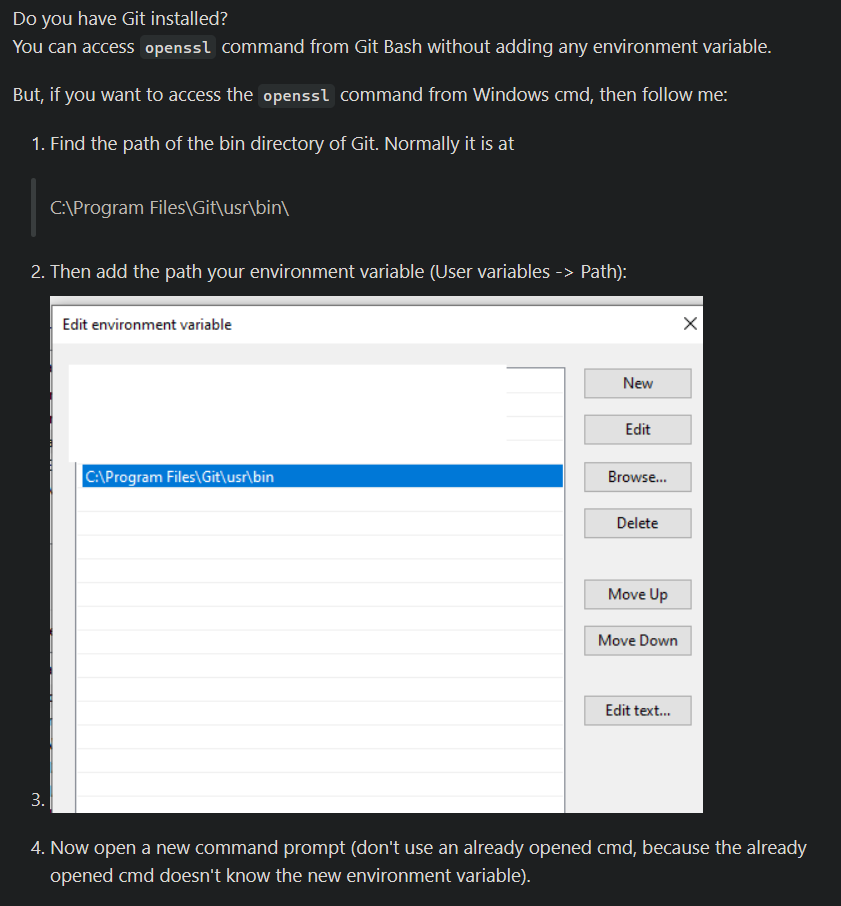 Do you have Git installed?
You can access openssl command from Git Bash without adding any environment variable.
But, if you want to access the openssl command from Windows cmd, then follow me:
1. Find the path of the bin directory of Git. Normally it is at
C:\Program Files\Git\usr\bin\
2. Then add the path your environment variable (User variables -> Path):
Edit environment variable
New
Edit
C:\Program Files\Git\usr\bin
Browse...
Delete
Move Up
Move Down
Edit text...
3.
4. Now open a new command prompt (don't use an already opened cmd, because the already
opened cmd doesn't know the new environment variable).